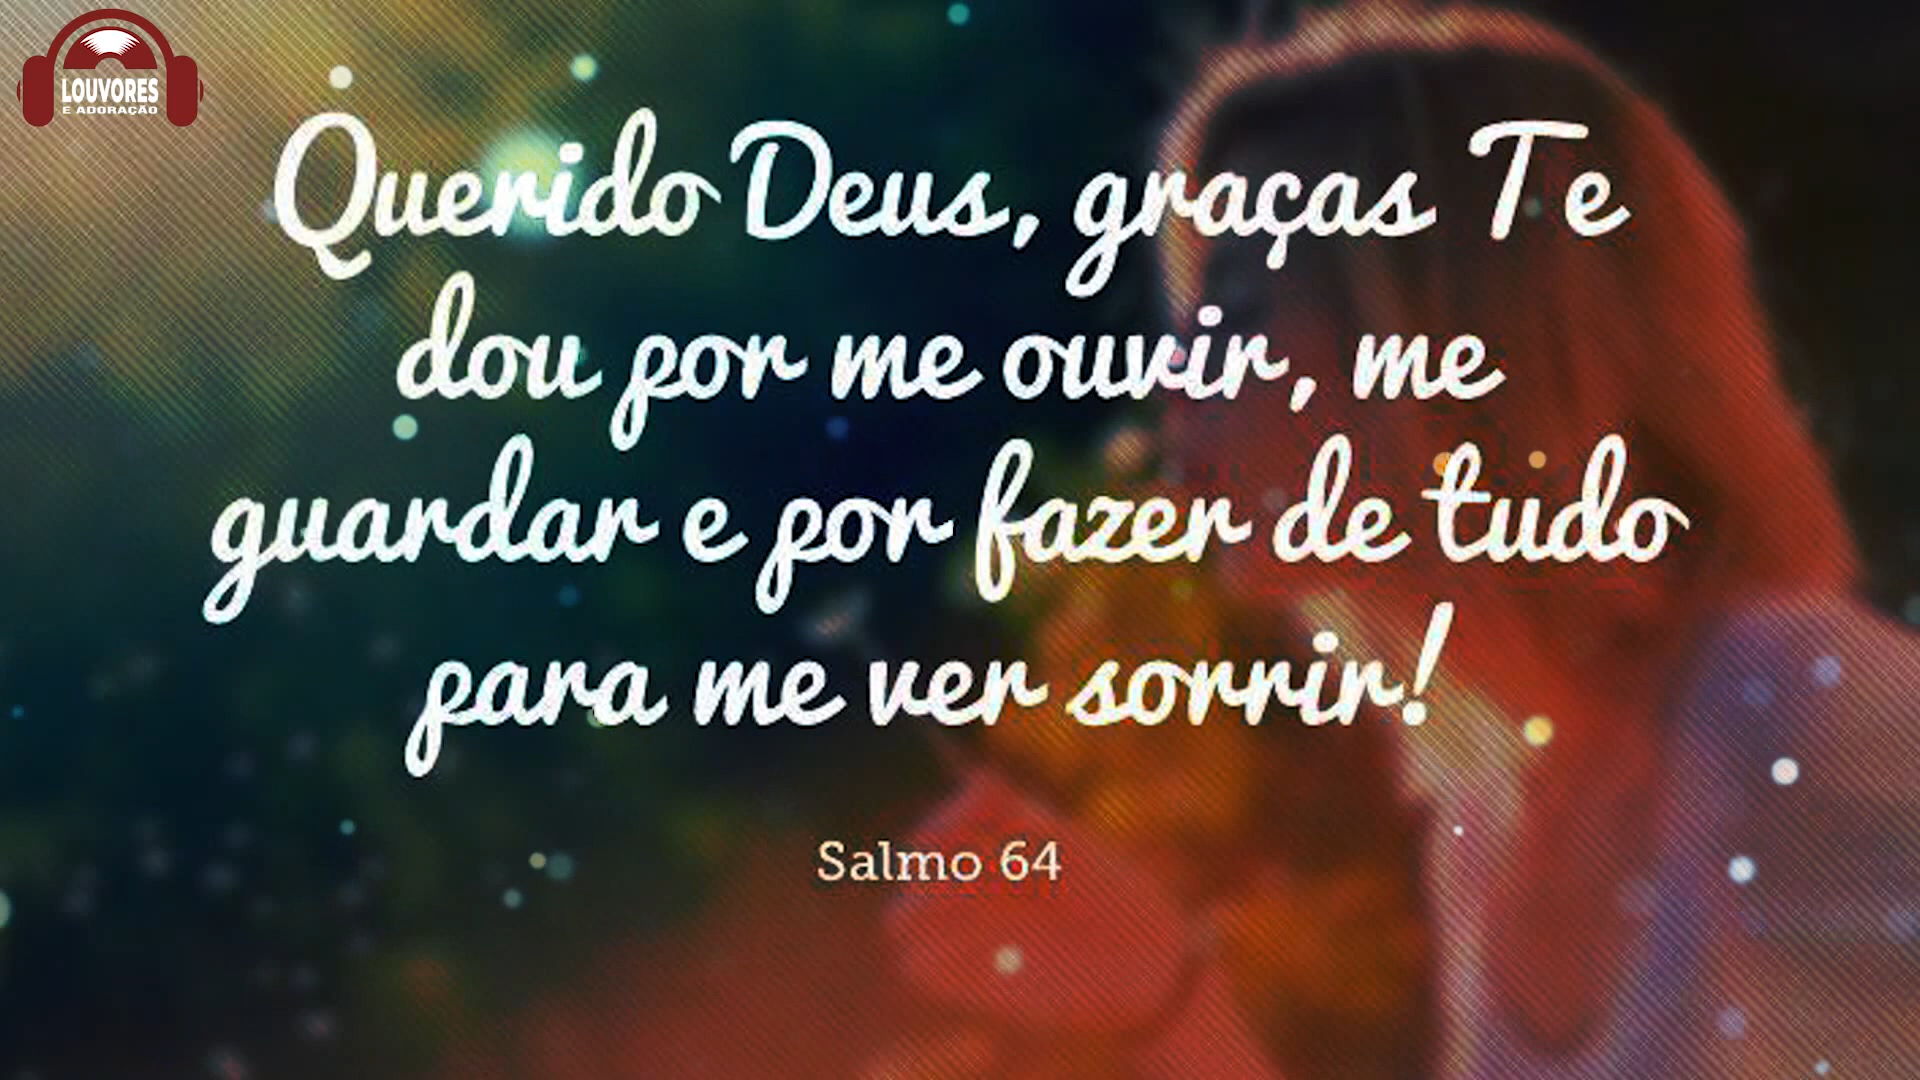 LOUVORES
E ADORAÇÃO
Querido Deus, graças Te
dou por me ouvir, me
guardar e por fazer de tudo
para me ver sorrir!
Salmo 64